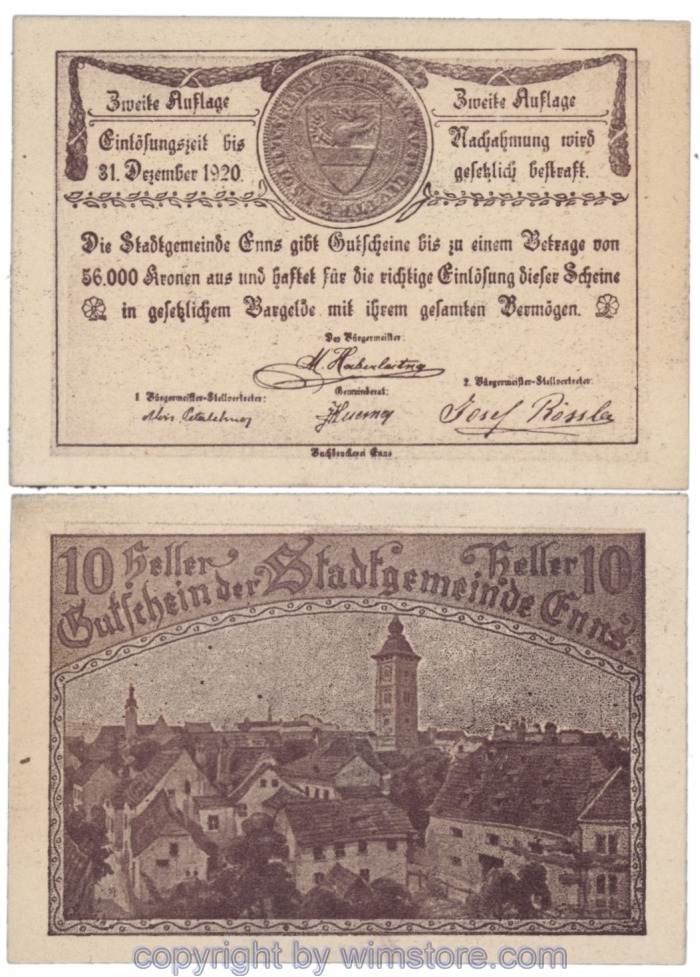 Zweite Auflage
Zweite Auflage
Einlösungszeit bis
31. Dezember 1920.
Nachahmung wird
gesetzlich bestraft.
Die Stadtgemeinde Enns gibt Gutscheine bis zu einem Betrage von
56.000 Kronen aus und haftet für die richtige Einlösung dieser Scheine
in gesetzlichem Bargelde mit ihrem gesamten Vermögen.
Der Bürgermeister:
M. Haberleitng
1 Bürgermeister-Stellvertreter:
Gemeinderat:
2. Bürgermeister-Stellvertreter:
Josef Rössler
Buchdruckerei Enns
10 Heller Heller 10
Gutschein der Stadtgemeinde Enns.
copyright by wimstore.com